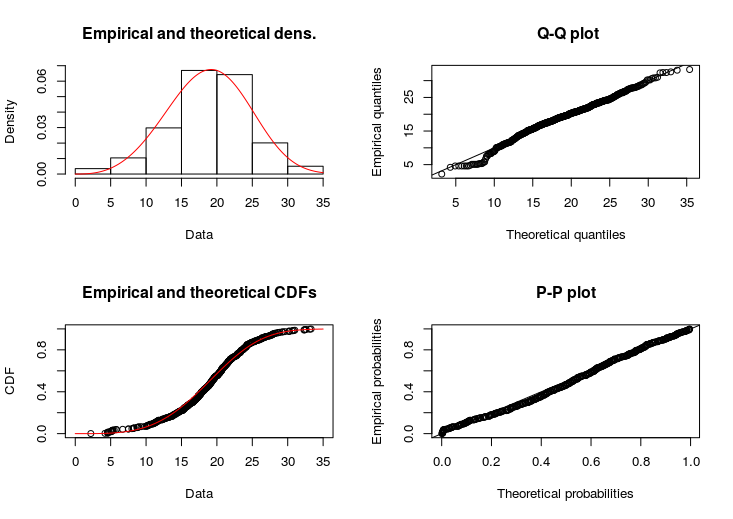 Empirical and theoretical dens.
Density
0.00 0.03 0.06
0 5 10 15 20 25 30 35
Data
Q-Q plot
Empirical quantiles
5 15 25
5 10 15 20 25 30 35
Theoretical quantiles
Empirical and theoretical CDFs
CDF
0.0 0.4 0.8
0 5 10 15 20 25 30 35
Data
P-P plot
Empirical probabilities
0.0 0.4 0.8
0.0 0.2 0.4 0.6 0.8 1.0
Theoretical probabilities